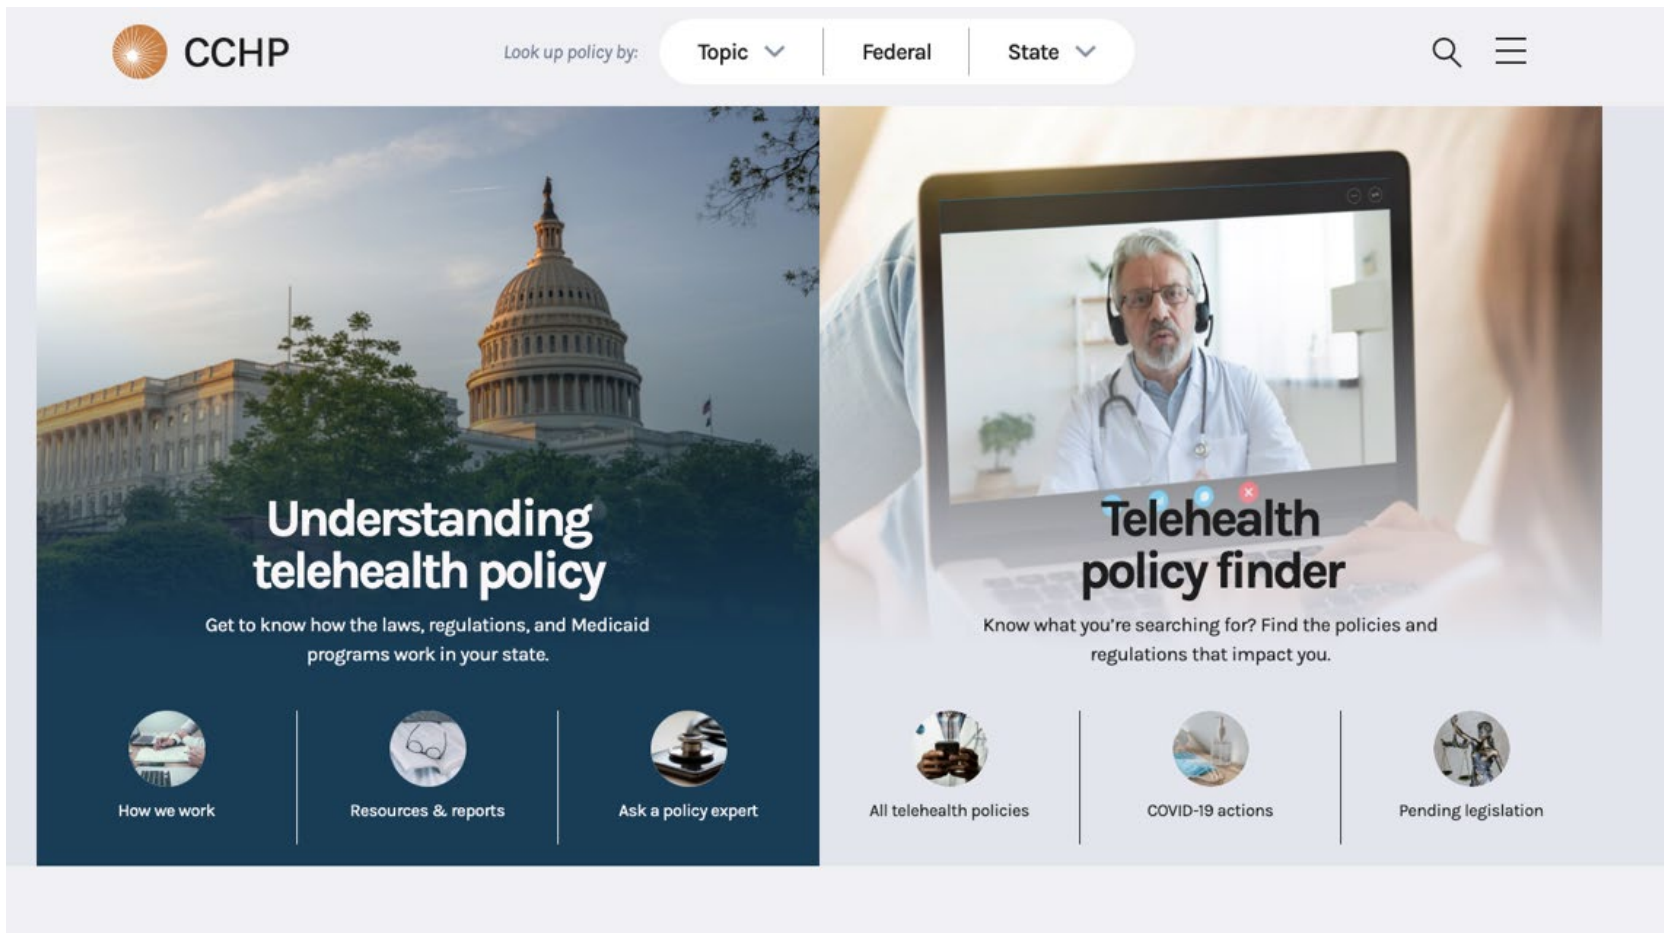 CCHP
Look up policy by:
Topic
Federal
State
Understanding
telehealth policy
Get to know how the laws, regulations, and Medicaid
programs work in your state.
How we work
Resources & reports
Ask a policy expert
Telehealth
policy finder
Know what you're searching for? Find the policies and
regulations that impact you.
All telehealth policies
COVID-19 actions
Pending legislation